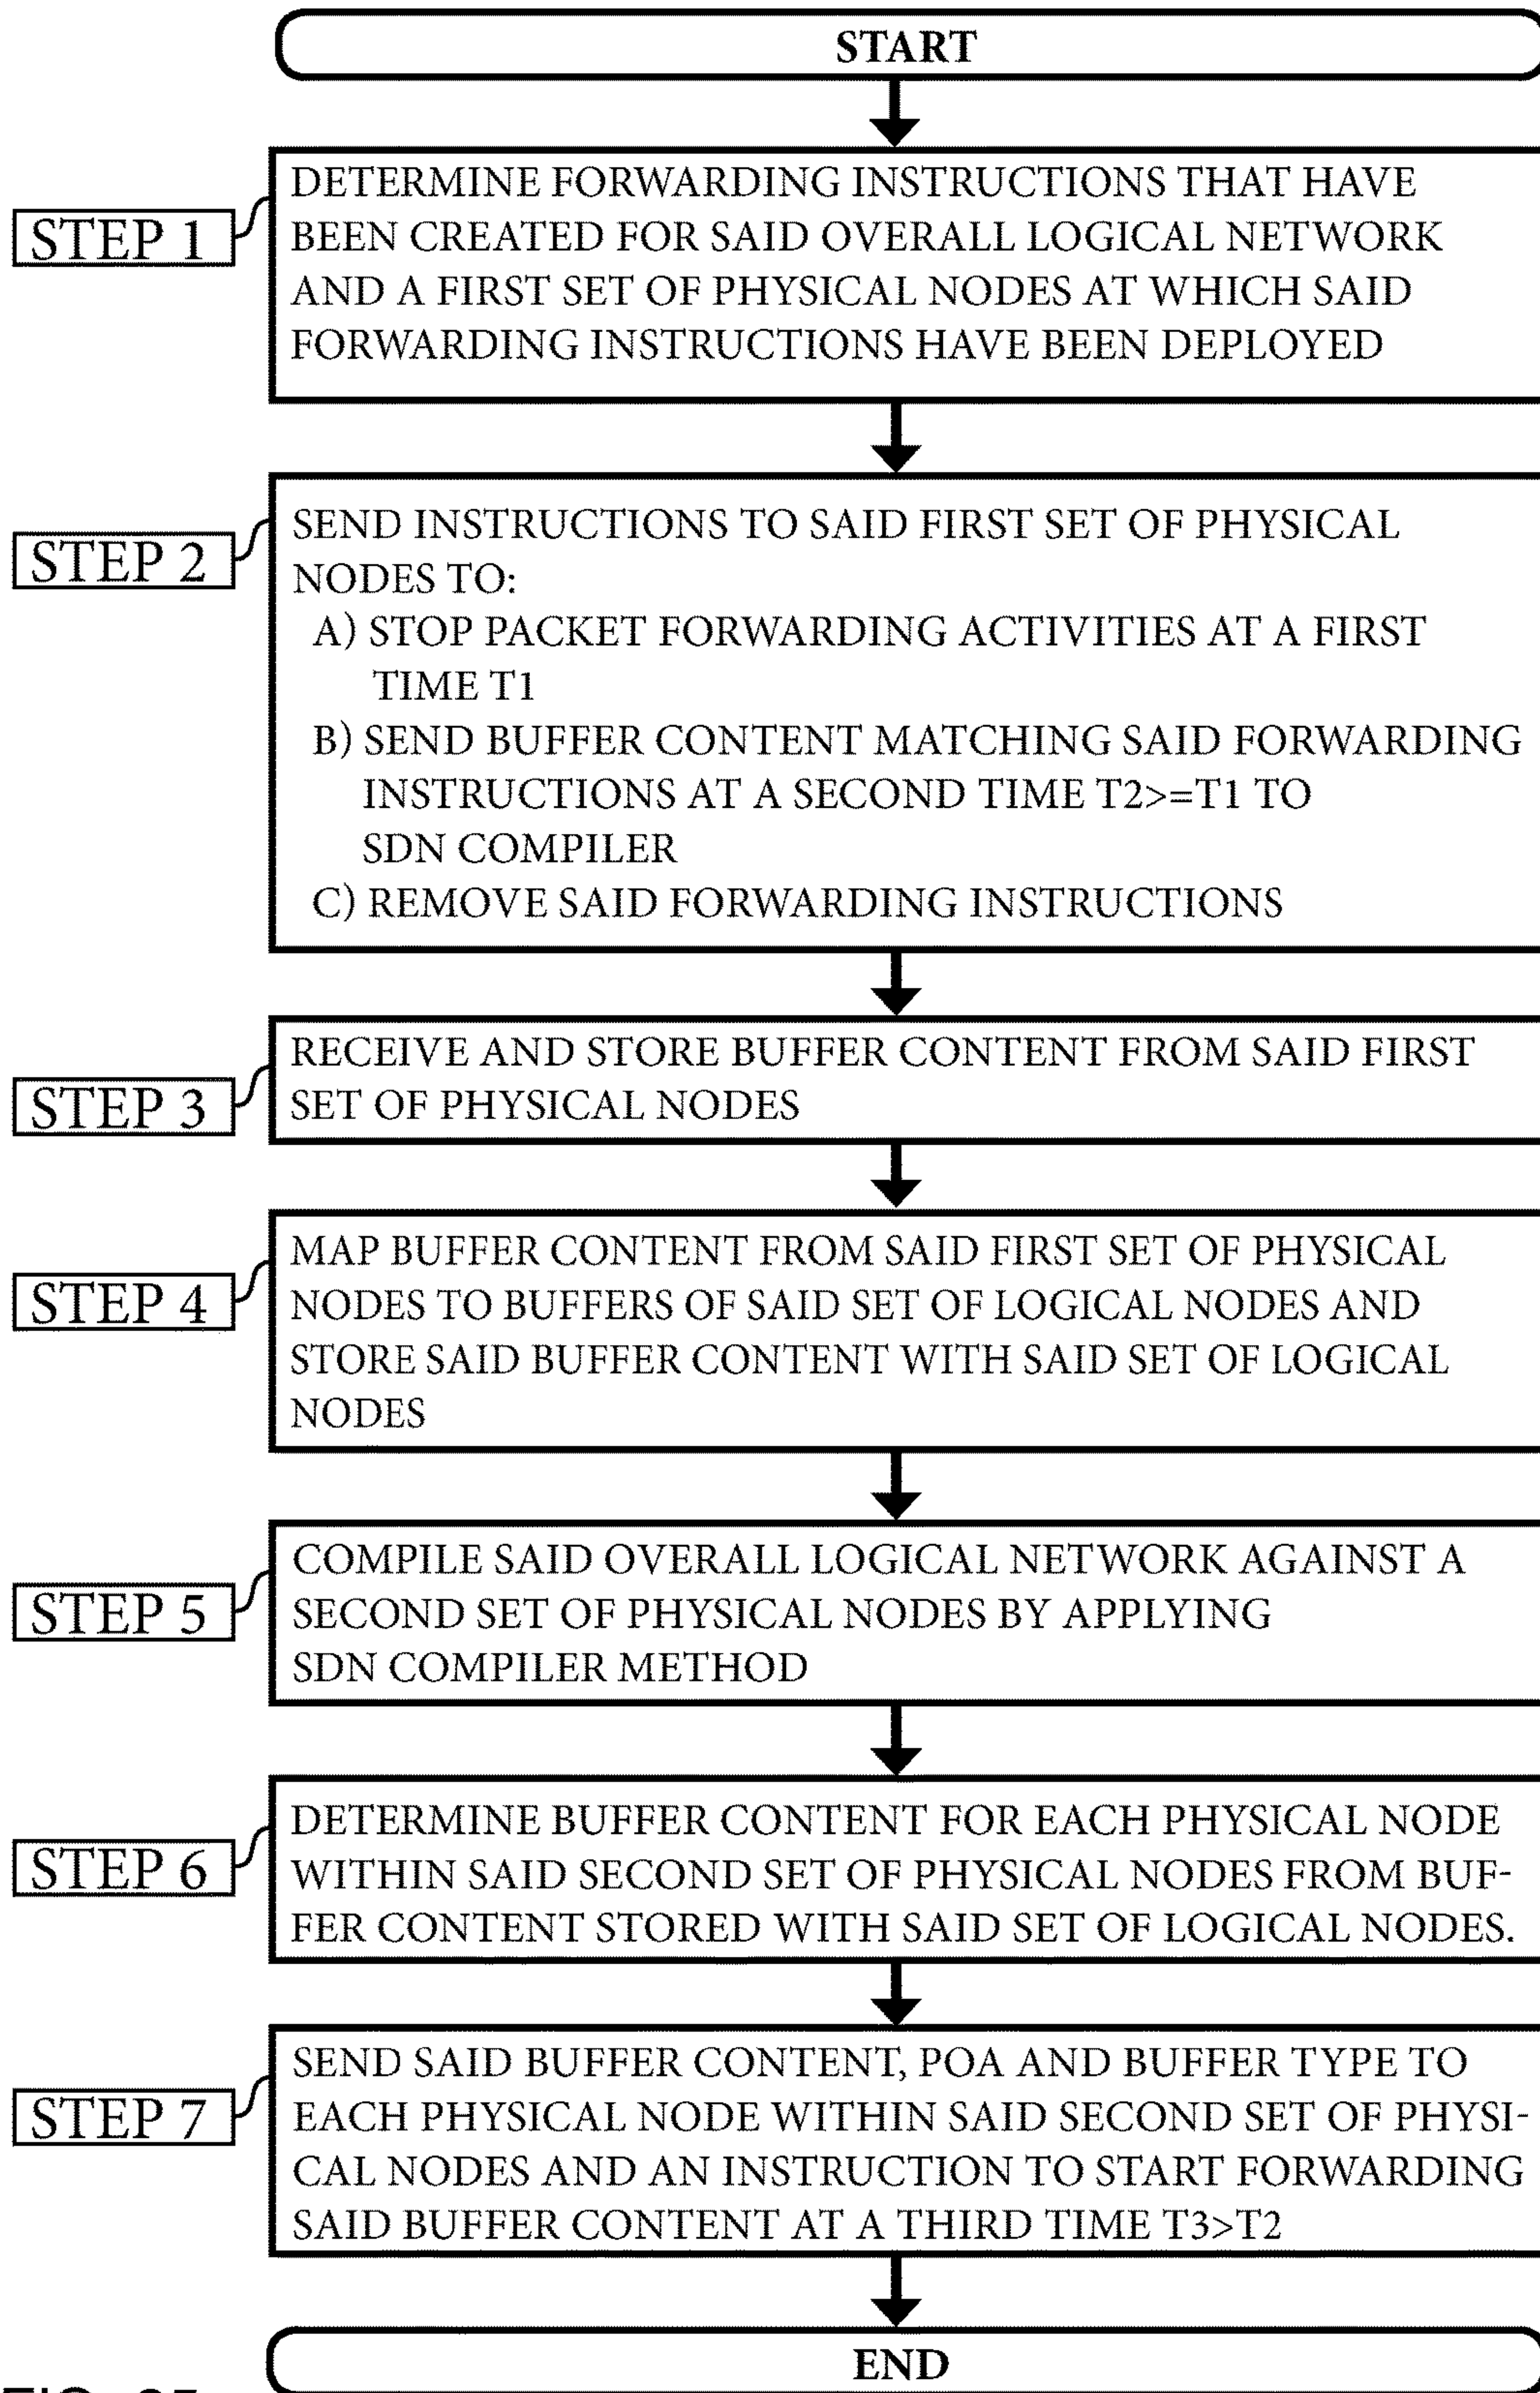 START
STEP 1
DETERMINE FORWARDING INSTRUCTIONS THAT HAVE
BEEN CREATED FOR SAID OVERALL LOGICAL NETWORK
AND A FIRST SET OF PHYSICAL NODES AT WHICH SAID
FORWARDING INSTRUCTIONS HAVE BEEN DEPLOYED
STEP 2
SEND INSTRUCTIONS TO SAID FIRST SET OF PHYSICAL
NODES TO:
A) STOP PACKET FORWARDING ACTIVITIES AT A FIRST
TIME T1
B) SEND BUFFER CONTENT MATCHING SAID FORWARDING
INSTRUCTIONS AT A SECOND TIME T2>=T1 TO
SDN COMPILER
C) REMOVE SAID FORWARDING INSTRUCTIONS
STEP 3
RECEIVE AND STORE BUFFER CONTENT FROM SAID FIRST
SET OF PHYSICAL NODES
STEP 4
MAP BUFFER CONTENT FROM SAID FIRST SET OF PHYSICAL
NODES TO BUFFERS OF SAID SET OF LOGICAL NODES AND
STORE SAID BUFFER CONTENT WITH SAID SET OF LOGICAL
NODES
STEP 5
COMPILE SAID OVERALL LOGICAL NETWORK AGAINST A
SECOND SET OF PHYSICAL NODES BY APPLYING
SDN COMPILER METHOD
STEP 6
DETERMINE BUFFER CONTENT FOR EACH PHYSICAL NODE
WITHIN SAID SECOND SET OF PHYSICAL NODES FROM BUF-
FER CONTENT STORED WITH SAID SET OF LOGICAL NODES.
STEP 7
SEND SAID BUFFER CONTENT, POA AND BUFFER TYPE TO
EACH PHYSICAL NODE WITHIN SAID SECOND SET OF PHYSI-
CAL NODES AND AN INSTRUCTION TO START FORWARDING
SAID BUFFER CONTENT AT A THIRD TIME T3>T2
END